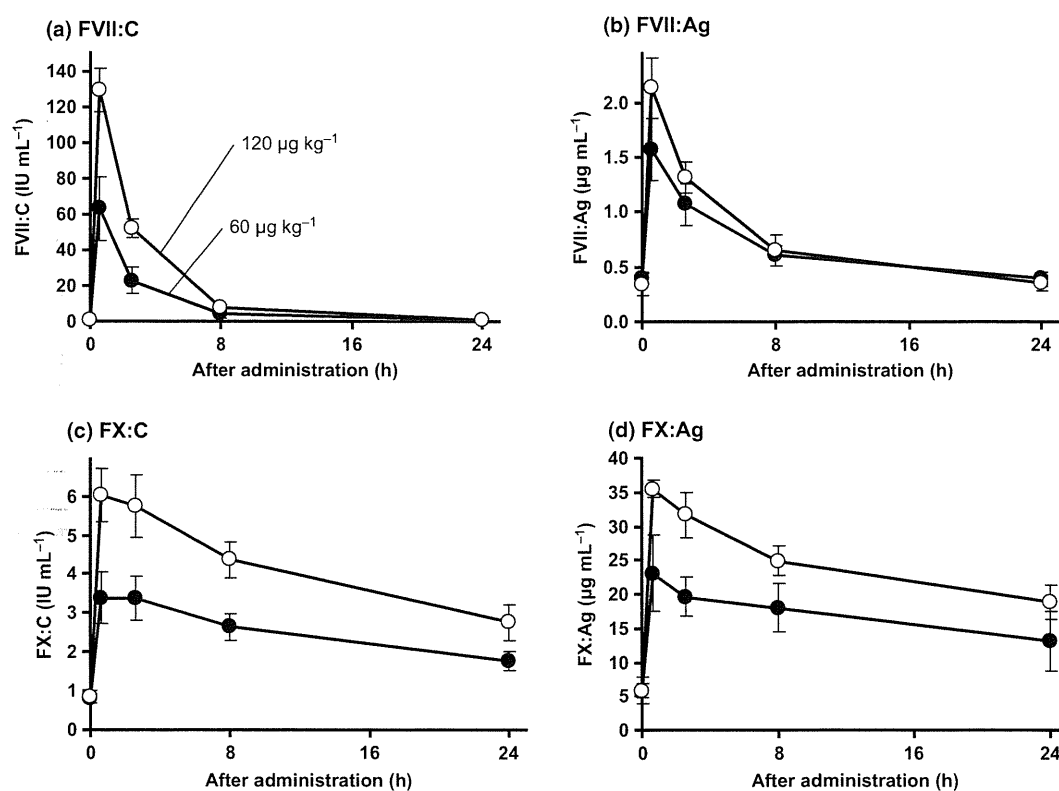 (a) FVII:C
FVII:C (IU mL⁻¹)
140
120
100
80
60
40
20
0
120 µg kg⁻¹
60 µg kg⁻¹
0 8 16 24
After administration (h)
(b) FVII:Ag
FVII:Ag (µg mL⁻¹)
2.0
1.5
1.0
0.5
0.0
0 8 16 24
After administration (h)
(c) FX:C
FX:C (IU mL⁻¹)
6
5
4
3
2
1
0
0 8 16 24
After administration (h)
(d) FX:Ag
FX:Ag (µg mL⁻¹)
40
35
30
25
20
15
10
5
0
0 8 16 24
After administration (h)